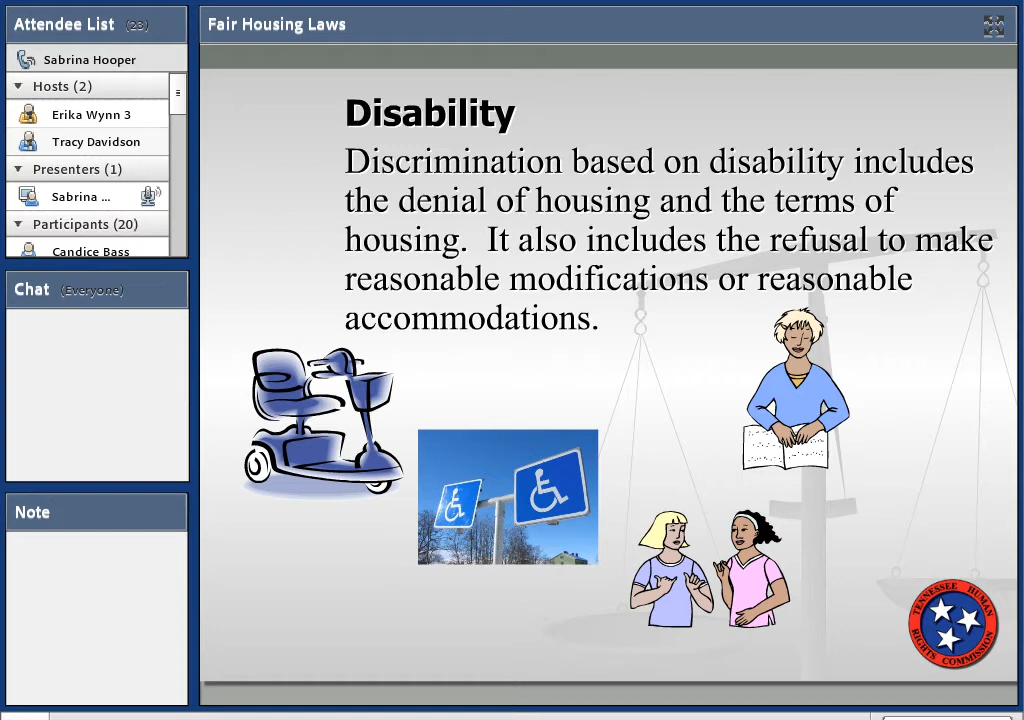 Attendee List (23)
Sabrina Hooper
Hosts (2)
Erika Wynn 3
Tracy Davidson
Presenters (1)
Sabrina ...
Participants (20)
Candice Bass
Chat (Everyone)
Note
Fair Housing Laws
Disability
Discrimination based on disability includes
the denial of housing and the terms of
housing. It also includes the refusal to make
reasonable modifications or reasonable
accommodations.
TENNESSEE HUMAN
RIGHTS COMMISSION